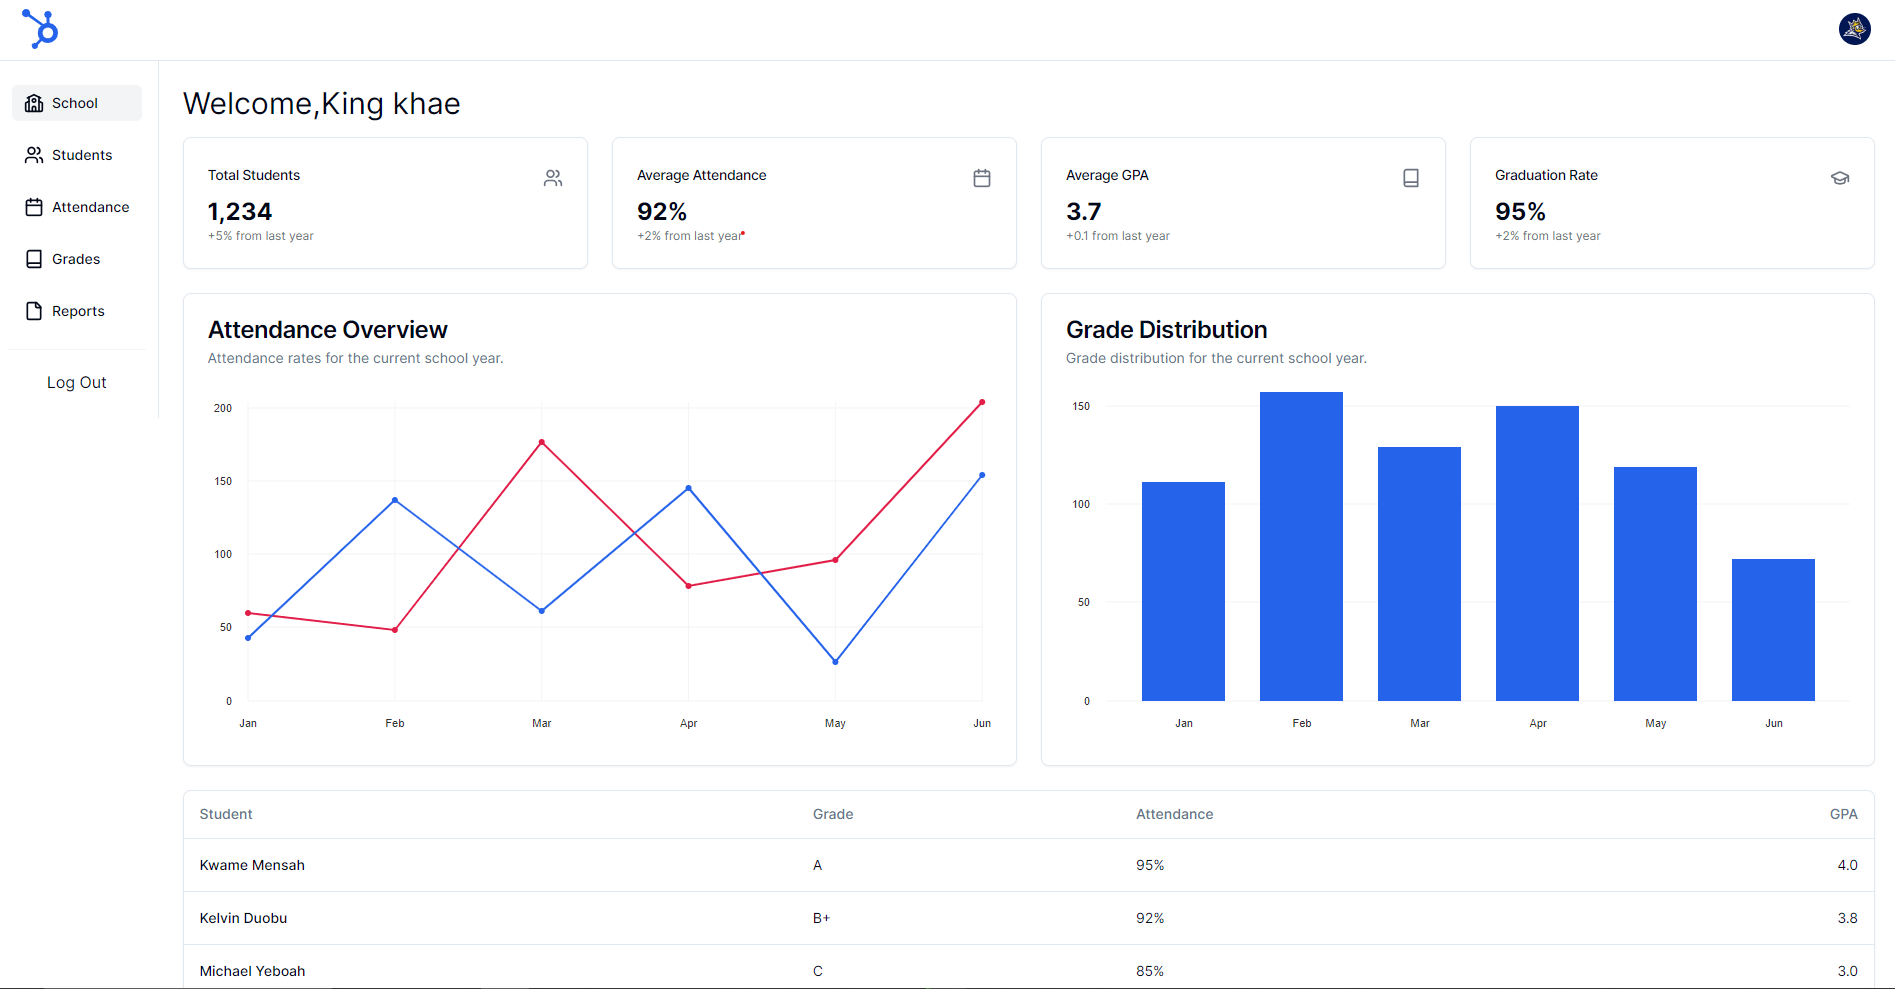 School
Students
Attendance
Grades
Reports
Log Out
Welcome,King khae
Total Students
1,234
+5% from last year
Average Attendance
92%
+2% from last year
Average GPA
3.7
+0.1 from last year
Graduation Rate
95%
+2% from last year
Attendance Overview
Attendance rates for the current school year.
200
150
100
50
0
Jan Feb Mar Apr May Jun
Grade Distribution
Grade distribution for the current school year.
150
100
50
0
Jan Feb Mar Apr May Jun
Student Grade Attendance GPA
Kwame Mensah A 95% 4.0
Kelvin Duobu B+ 92% 3.8
Michael Yeboah C 85% 3.0